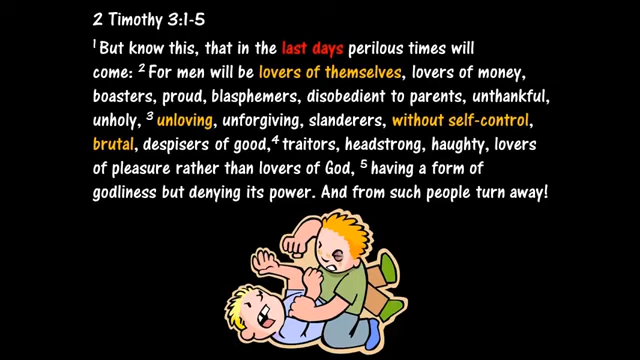 2 Timothy 3:1-5
1 But know this, that in the last days perilous times will
come: 2 For men will be lovers of themselves, lovers of money,
boasters, proud, blasphemers, disobedient to parents, unthankful,
unholy, 3 unloving, unforgiving, slanderers, without self-control,
brutal, despisers of good, 4 traitors, headstrong, haughty, lovers
of pleasure rather than lovers of God, 5 having a form of
godliness but denying its power. And from such people turn away!